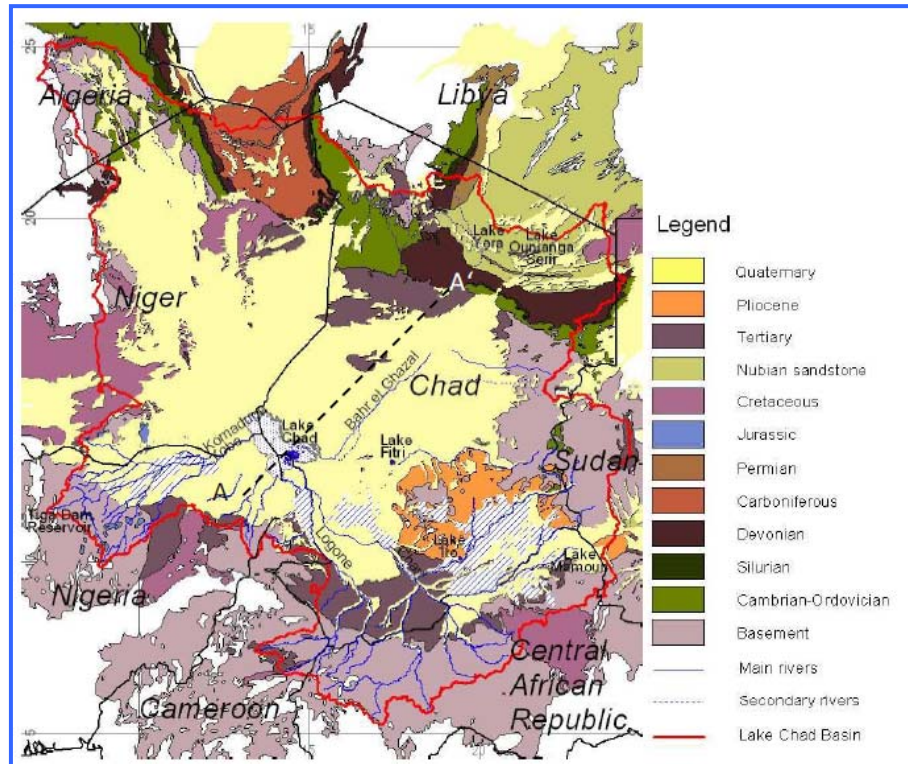 25
15
25
Algeria
Libya
20
Lake
Yora
Lake
Ounianga
Serir
A'
Niger
Chad
Bahr el Ghazal
Komadugu
Yobe
Lake
Chad
Lake
Fitri
Sudan
A
Tiga Dam
Reservoir
Logone
Lake
Iro
Lake
Mamoun
Nigeria
Central
African
Republic
Cameroon
Legend
Quaternary
Pliocene
Tertiary
Nubian sandstone
Cretaceous
Jurassic
Permian
Carboniferous
Devonian
Silurian
Cambrian-Ordovician
Basement
Main rivers
Secondary rivers
Lake Chad Basin